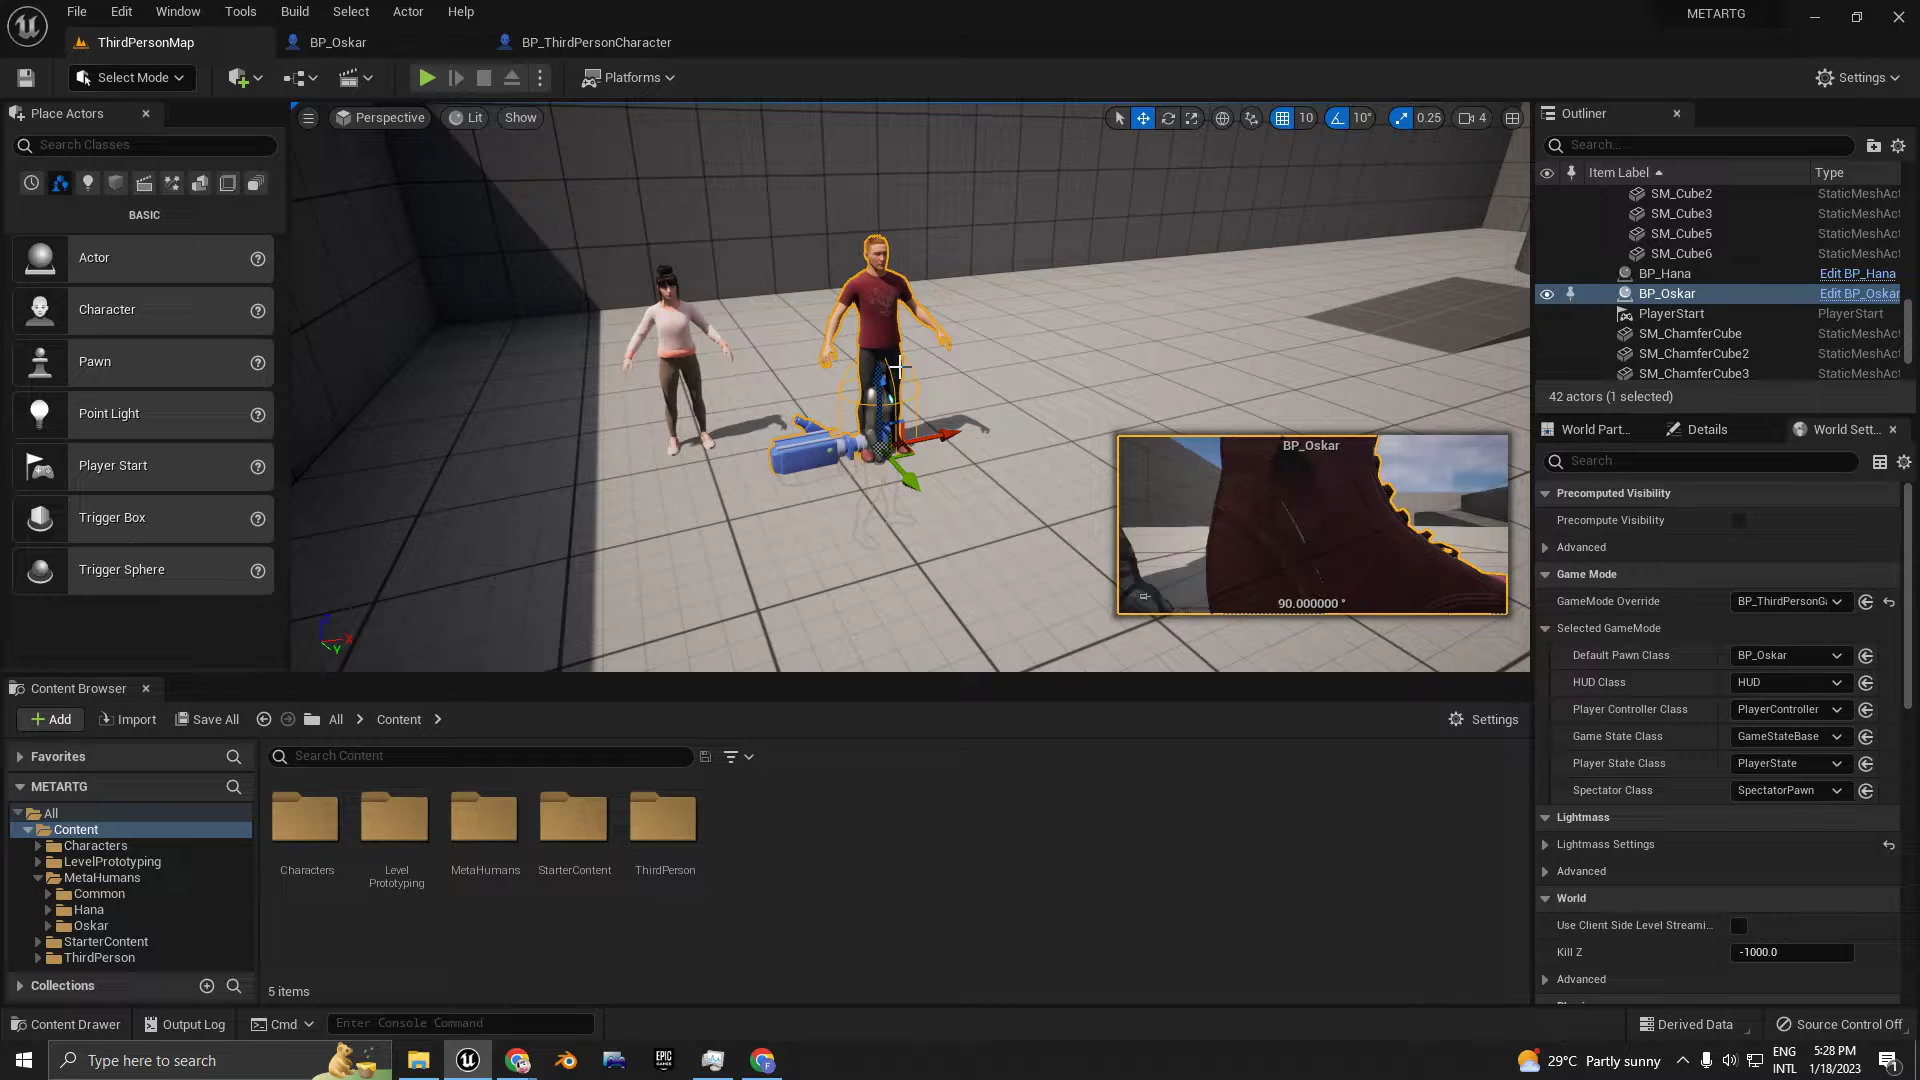 File Edit Window Tools Build Select Actor Help
METARTG
ThirdPersonMap
BP_Oskar
BP_ThirdPersonCharacter
Select Mode
Platforms
Settings
Place Actors
Search Classes
BASIC
Actor
Character
Pawn
Point Light
Player Start
Trigger Box
Trigger Sphere
Perspective
Lit
Show
10
10°
0.25
4
BP_Oskar
90.000000 °
Outliner
Search...
Item Label
Type
SM_Cube2 StaticMeshAct
SM_Cube3 StaticMeshAct
SM_Cube5 StaticMeshAct
SM_Cube6 StaticMeshAct
BP_Hana Edit BP_Hana
BP_Oskar Edit BP_Oskar
PlayerStart PlayerStart
SM_ChamferCube StaticMeshAct
SM_ChamferCube2 StaticMeshAct
SM_ChamferCube3 StaticMeshAct
42 actors (1 selected)
World Part...
Details
World Sett...
Search
Precomputed Visibility
Precompute Visibility
Advanced
Game Mode
GameMode Override BP_ThirdPersonGa
Selected GameMode
Default Pawn Class BP_Oskar
HUD Class HUD
Player Controller Class PlayerController
Game State Class GameStateBase
Player State Class PlayerState
Spectator Class SpectatorPawn
Lightmass
Lightmass Settings
Advanced
World
Use Client Side Level Streami...
Kill Z -1000.0
Advanced
Content Browser
Add
Import
Save All
All
Content
Settings
Favorites
METARTG
All
Content
Characters
LevelPrototyping
MetaHumans
Common
Hana
Oskar
StarterContent
ThirdPerson
Collections
Search Content
Characters
Level
Prototyping
MetaHumans
StarterContent
ThirdPerson
5 items
Content Drawer
Output Log
Cmd
Enter Console Command
Derived Data
Source Control Off
Type here to search
EPIC
GAMES
29°C Partly sunny
ENG
INTL
5:28 PM
1/18/2023
1